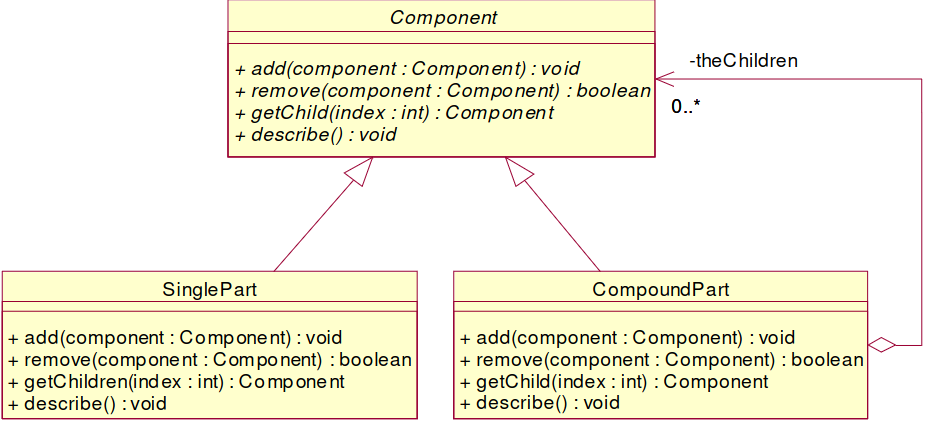 Component
+ add(component : Component) : void
+ remove(component : Component) : boolean
+ getChild(index : int) : Component
+ describe() : void
-theChildren
0..*
SinglePart
+ add(component : Component) : void
+ remove(component : Component) : boolean
+ getChildren(index : int) : Component
+ describe() : void
CompoundPart
+ add(component : Component) : void
+ remove(component : Component) : boolean
+ getChild(index : int) : Component
+ describe() : void